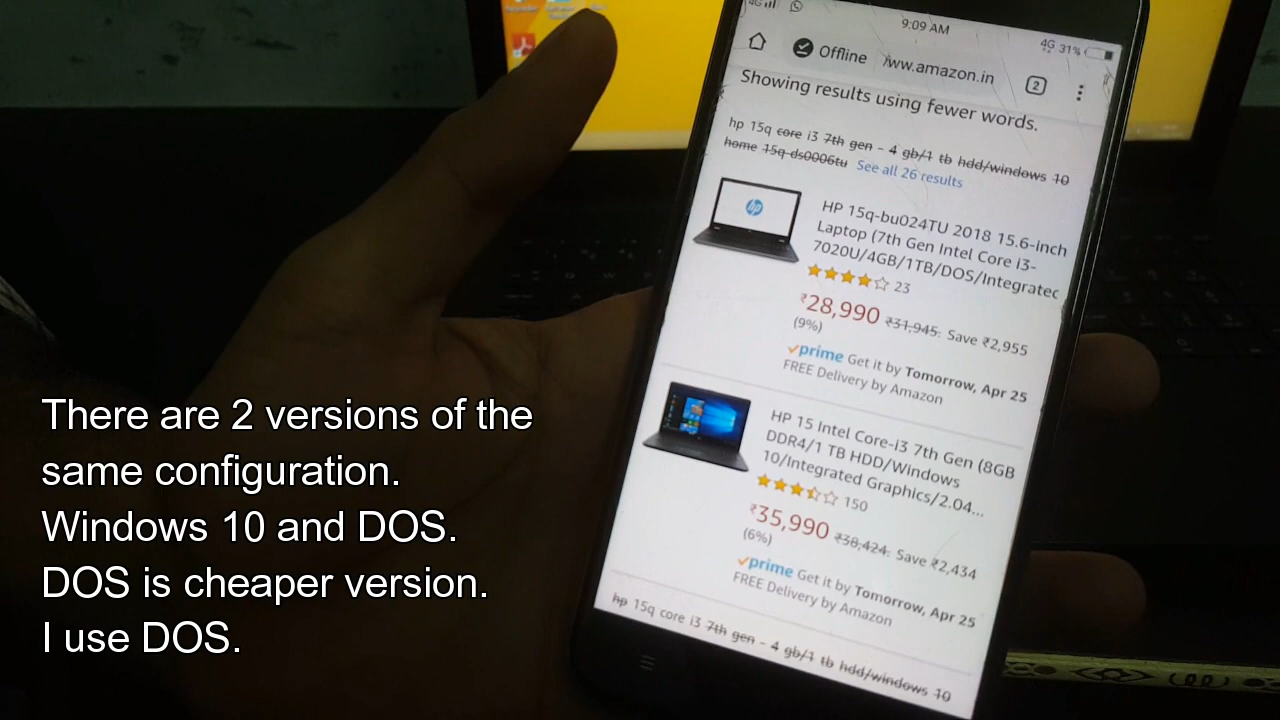 4G
9:09 AM
4G 31%
Offline
ww.amazon.in
2
Showing results using fewer words.
hp 15q core i3 7th gen - 4 gb/1 tb hdd/windows 10
home 15q-ds0006tu See all 26 results
hp
HP 15q-bu024TU 2018 15.6-inch
Laptop (7th Gen Intel Core i3-
7020U/4GB/1TB/DOS/Integratec
23
₹28,990 ₹31,945. Save ₹2,955
(9%)
prime Get it by Tomorrow, Apr 25
FREE Delivery by Amazon
HP 15 Intel Core-i3 7th Gen (8GB
DDR4/1 TB HDD/Windows
10/Integrated Graphics/2.04...
150
₹35,990 ₹38,424. Save ₹2,434
(6%)
prime Get it by Tomorrow, Apr 25
FREE Delivery by Amazon
hp 15q core i3 7th gen - 4 gb/1 tb hdd/windows 10
There are 2 versions of the
same configuration.
Windows 10 and DOS.
DOS is cheaper version.
I use DOS.